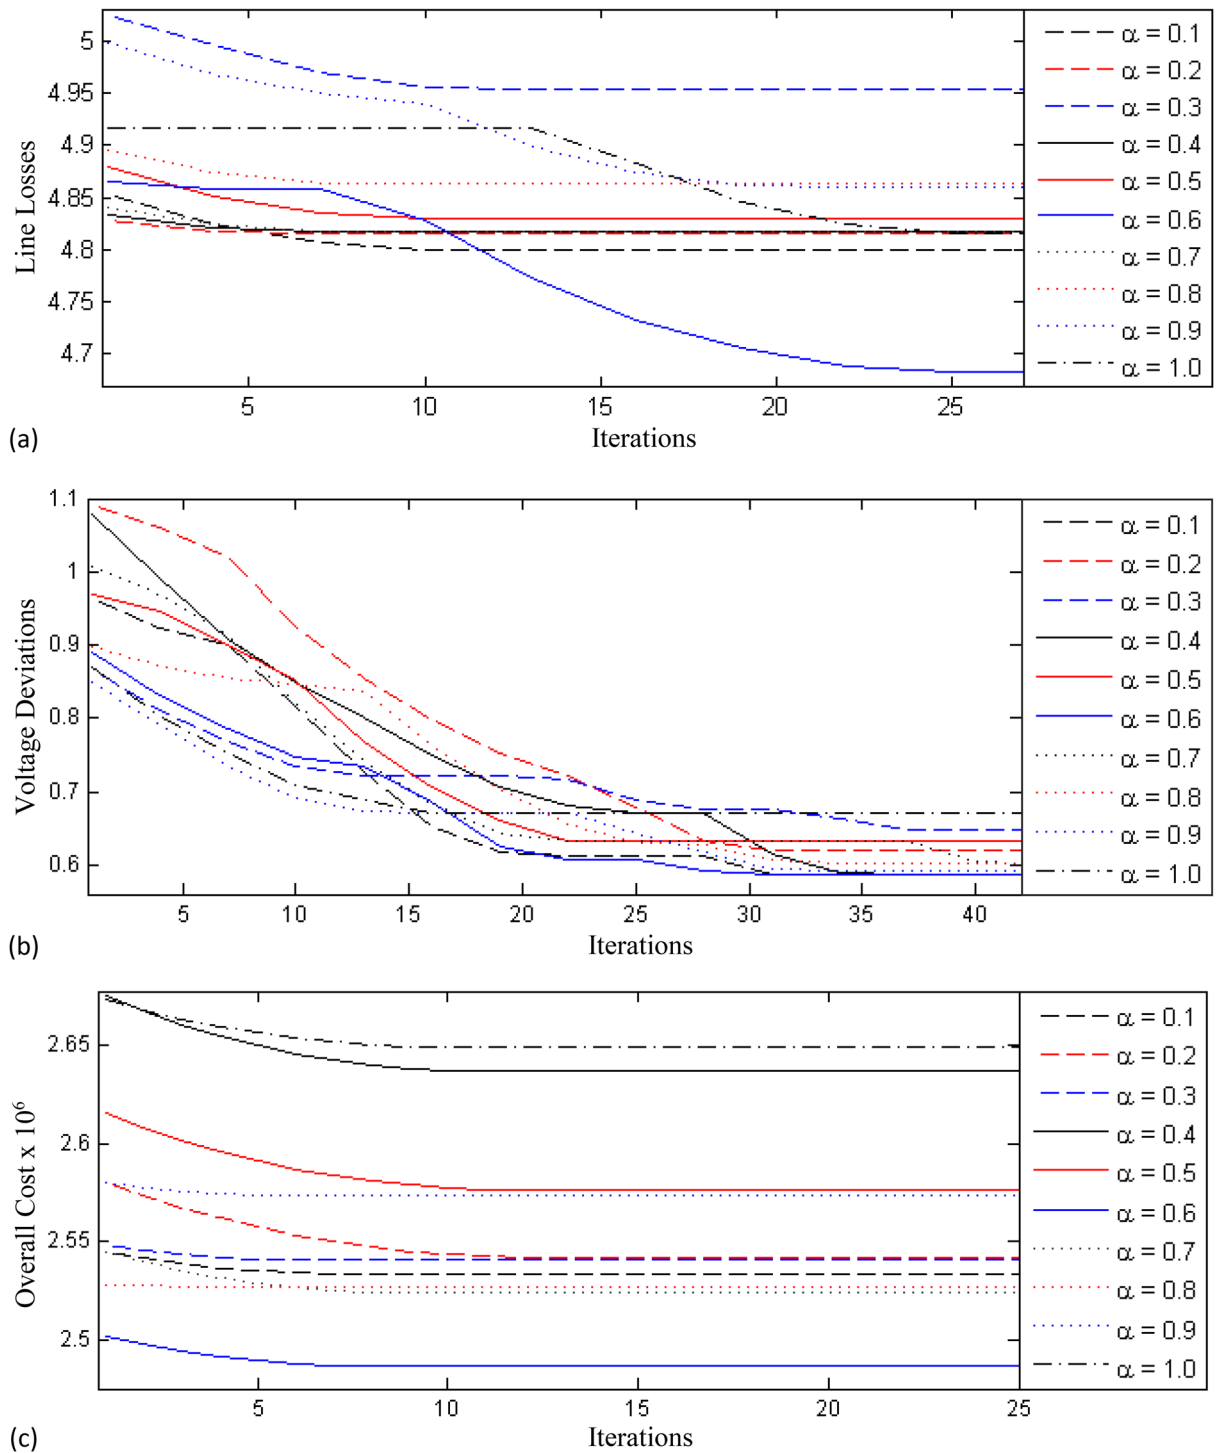 5
4.95
4.9
4.85
4.8
4.75
4.7
Line Losses
5
10
15
20
25
Iterations
(a)
α = 0.1
α = 0.2
α = 0.3
α = 0.4
α = 0.5
α = 0.6
α = 0.7
α = 0.8
α = 0.9
α = 1.0
1.1
1
0.9
0.8
0.7
0.6
Voltage Deviations
5
10
15
20
25
30
35
40
Iterations
(b)
α = 0.1
α = 0.2
α = 0.3
α = 0.4
α = 0.5
α = 0.6
α = 0.7
α = 0.8
α = 0.9
α = 1.0
2.65
2.6
2.55
2.5
Overall Cost x 10⁶
5
10
15
20
25
Iterations
(c)
α = 0.1
α = 0.2
α = 0.3
α = 0.4
α = 0.5
α = 0.6
α = 0.7
α = 0.8
α = 0.9
α = 1.0